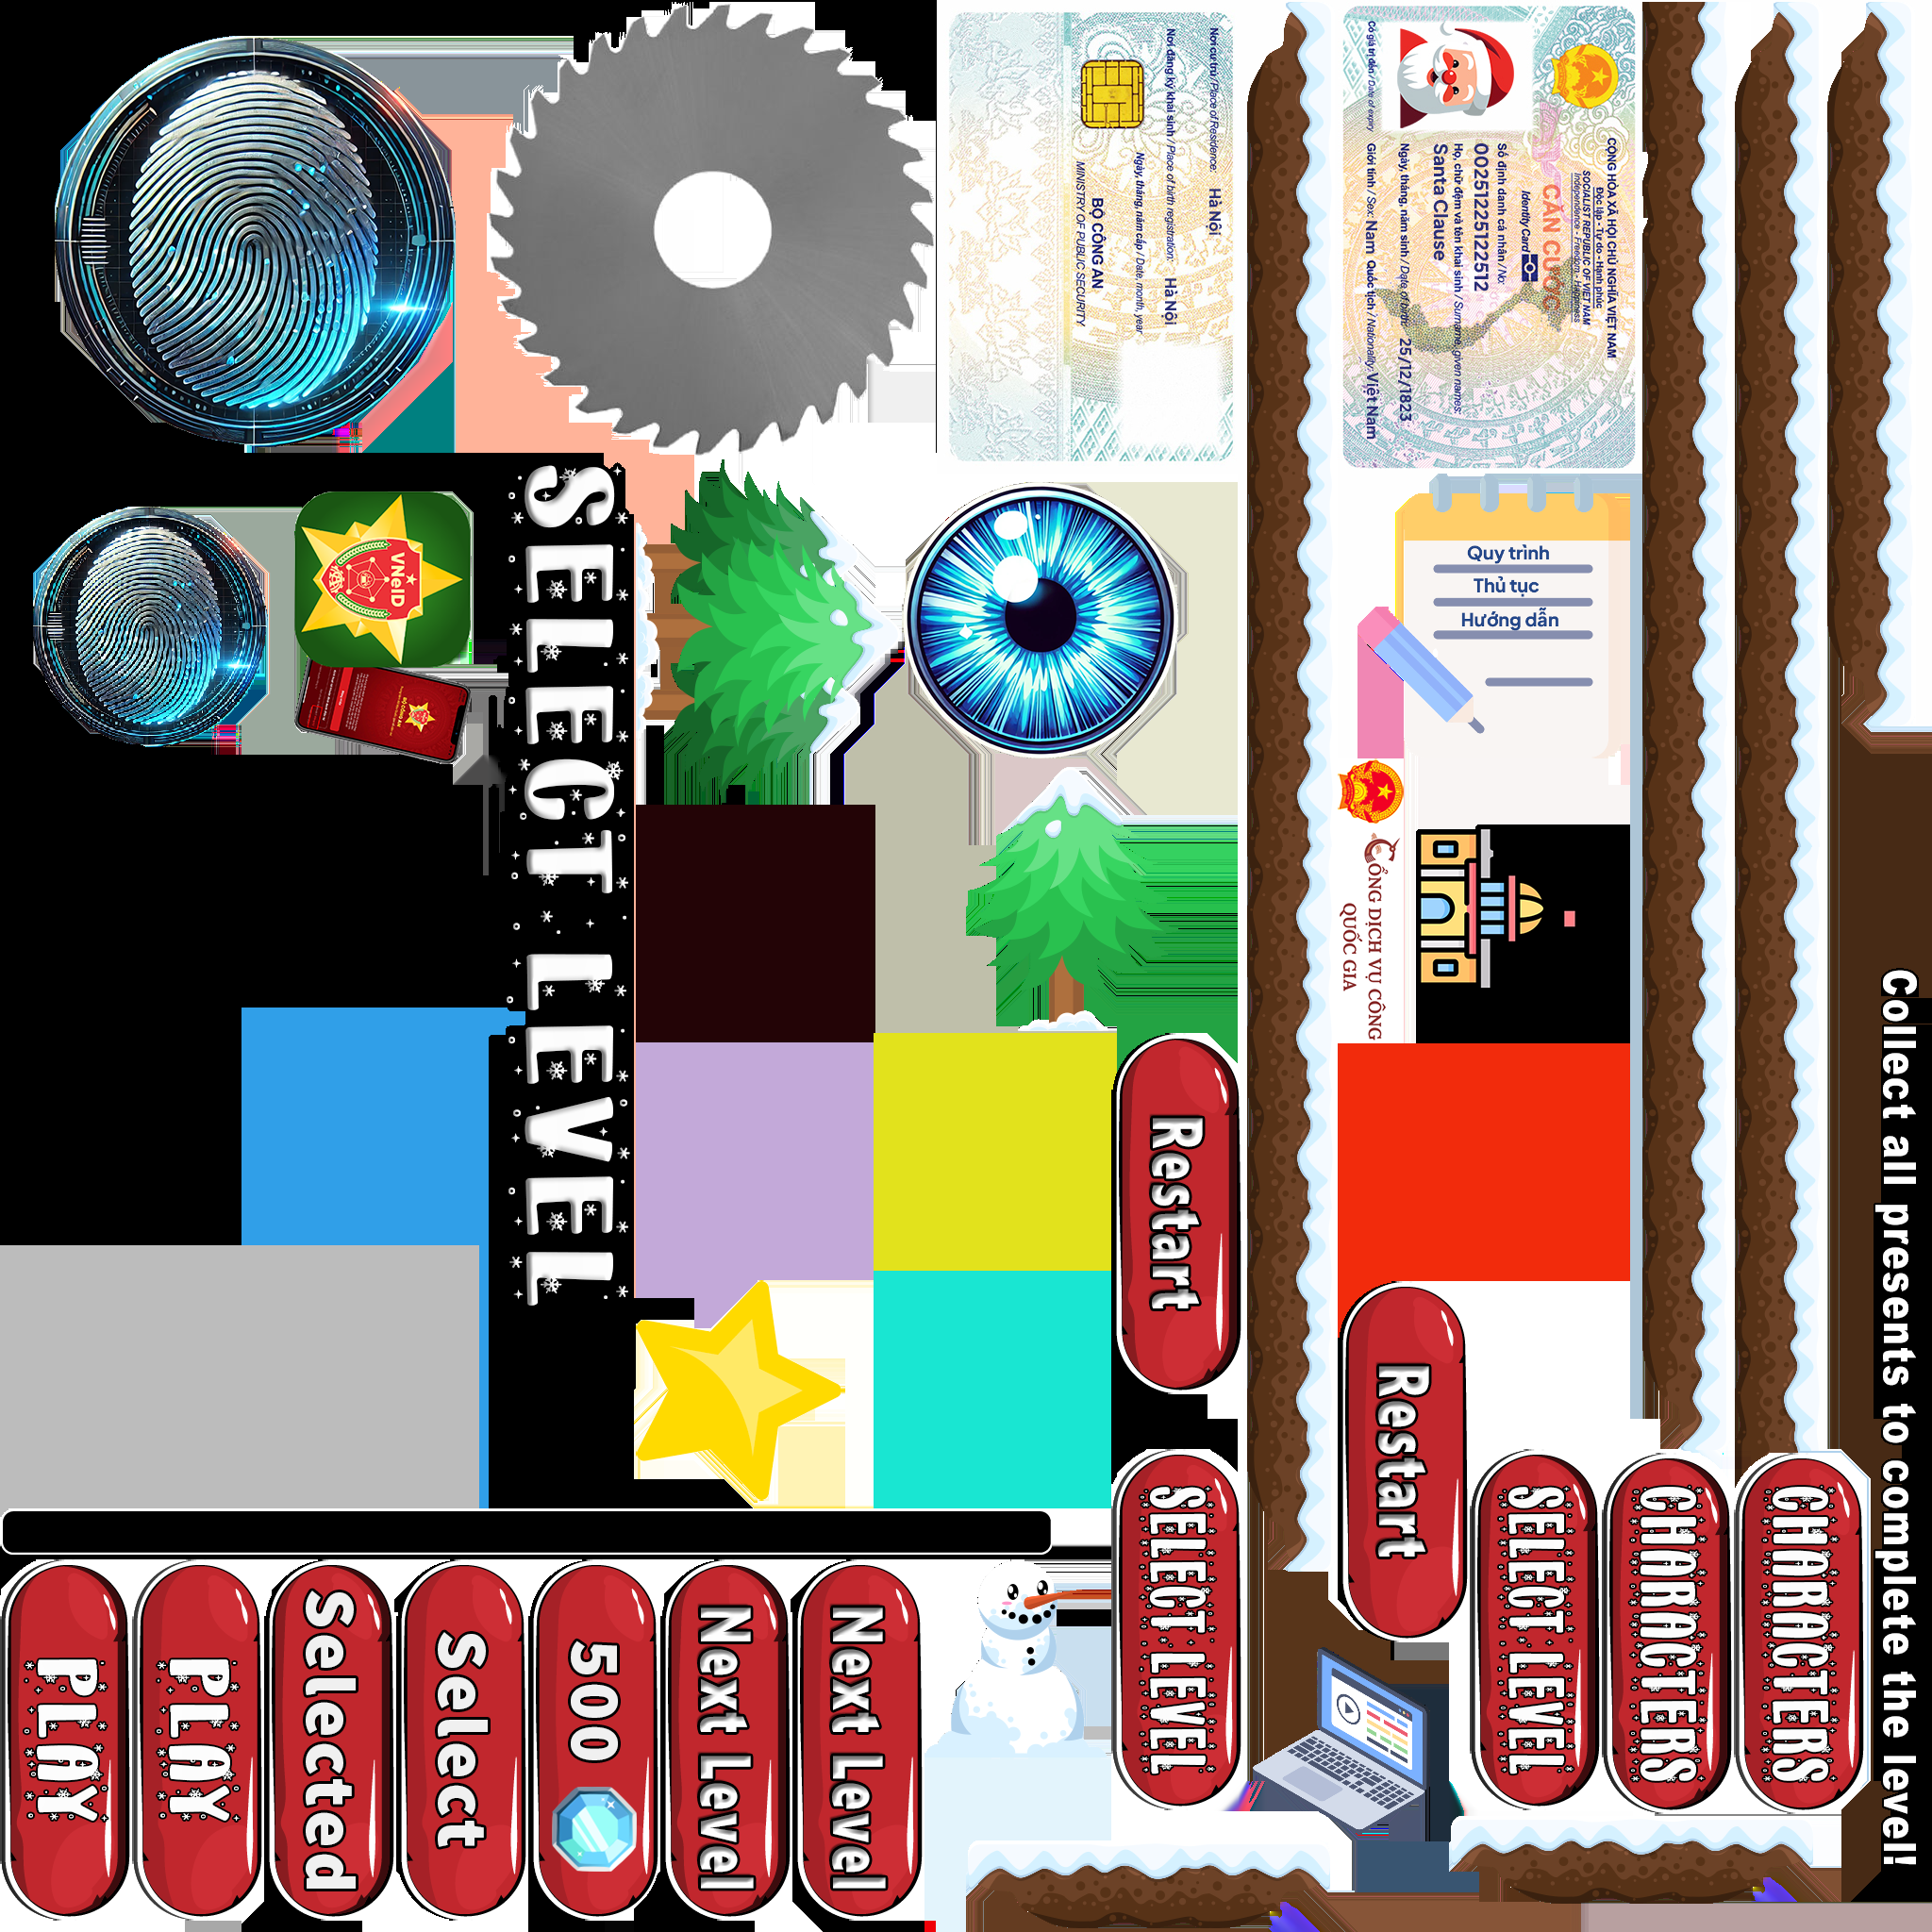 Nơi cư trú / Place of Residence:
Hà Nội
Nơi đăng ký khai sinh / Place of birth registration:
Hà Nội
Ngày, tháng, năm cấp / Date, month, year
BỘ CÔNG AN
MINISTRY OF PUBLIC SECURITY
CỘNG HÒA XÃ HỘI CHỦ NGHĨA VIỆT NAM
Độc lập - Tự do - Hạnh phúc
SOCIALIST REPUBLIC OF VIET NAM
Independence - Freedom - Happiness
CĂN CƯỚC
Identity Card
Số định danh cá nhân / No:
00251225122512
Họ, chữ đệm và tên khai sinh / Surname, given names:
Santa Clause
Ngày, tháng, năm sinh / Date of birth: 25/12/1823
Giới tính / Sex: Nam Quốc tịch / Nationality: Việt Nam
Có giá trị đến / Date of expiry
VNeID
BỘ CÔNG AN
SELECT LEVEL
Quy trình
Thủ tục
Hướng dẫn
CỔNG DỊCH VỤ CÔNG
QUỐC GIA
Restart
Restart
Collect all presents to complete the level!
PLAY
PLAY
Selected
Select
500
Next Level
Next Level
SELECT LEVEL
SELECT LEVEL
CHARACTERS
CHARACTERS